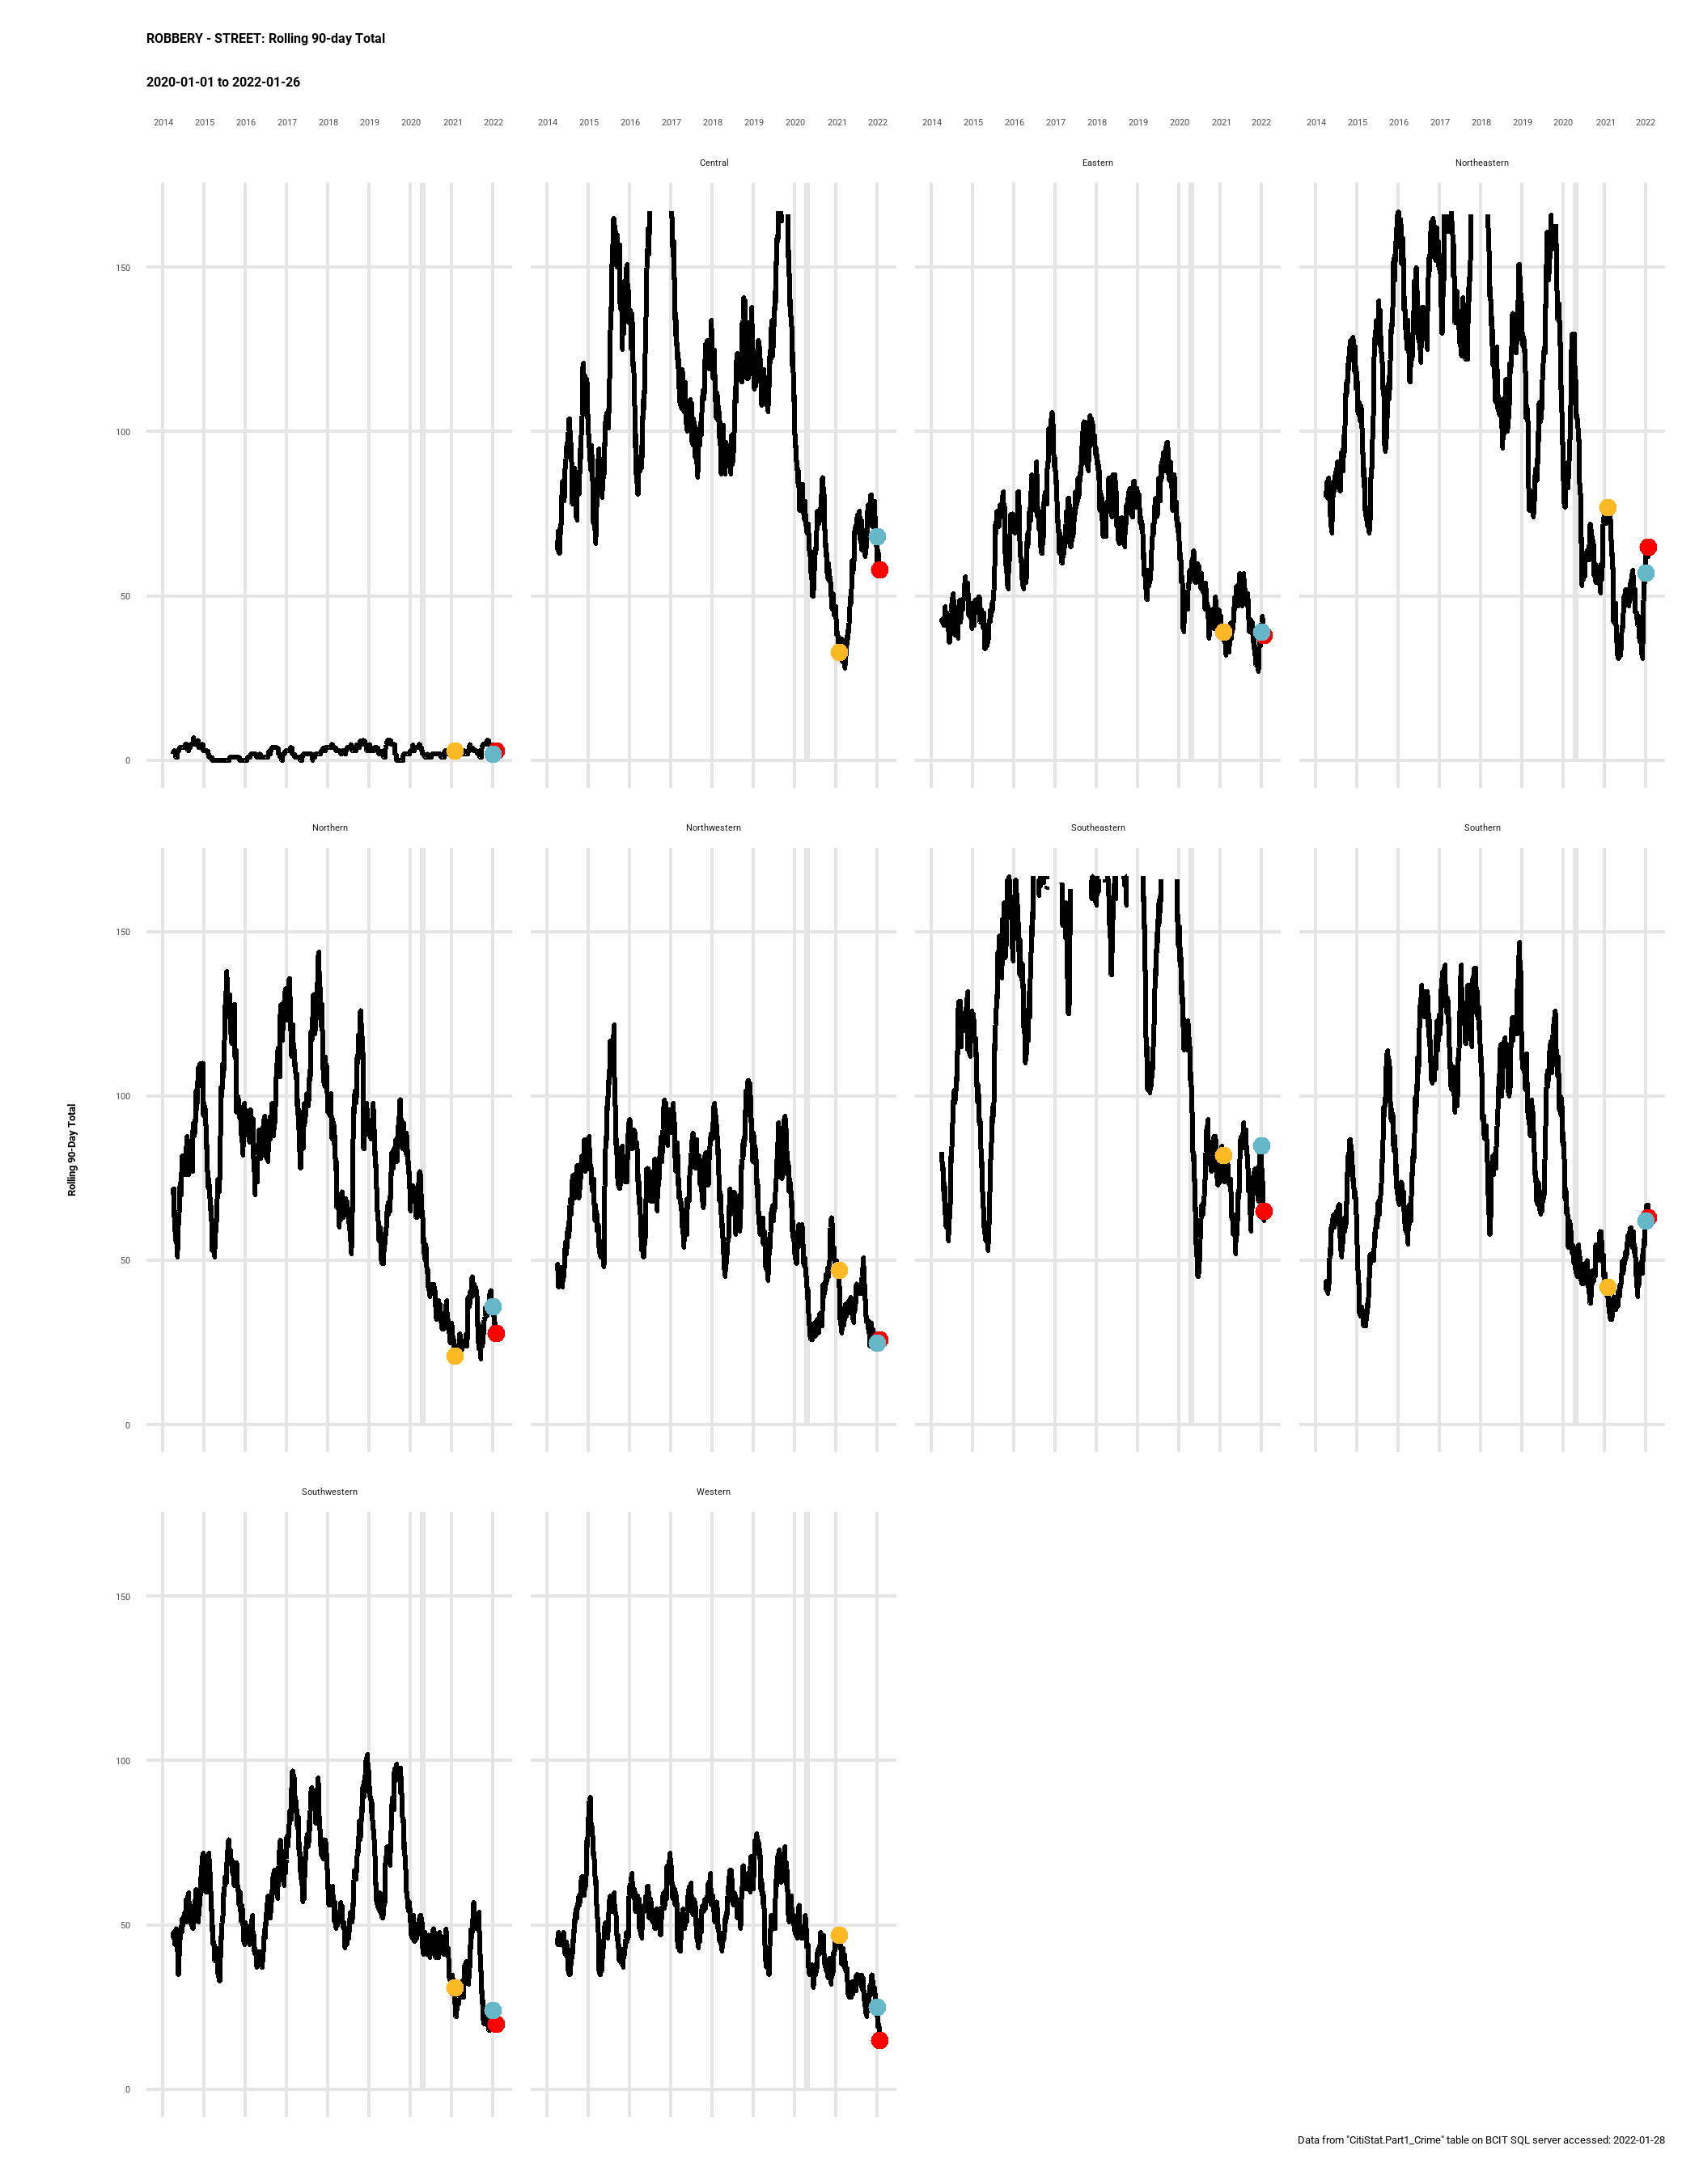 ROBBERY - STREET: Rolling 90-day Total
2020-01-01 to 2022-01-26
2014 2015 2016 2017 2018 2019 2020 2021 2022 2014 2015 2016 2017 2018 2019 2020 2021 2022 2014 2015 2016 2017 2018 2019 2020 2021 2022 2014 2015 2016 2017 2018 2019 2020 2021 2022
Central Eastern Northeastern
150
100
50
0
Northern Northwestern Southeastern Southern
150
100
50
0
Rolling 90-Day Total
Southwestern Western
150
100
50
0
Data from "CitiStat.Part1_Crime" table on BCIT SQL server accessed: 2022-01-28